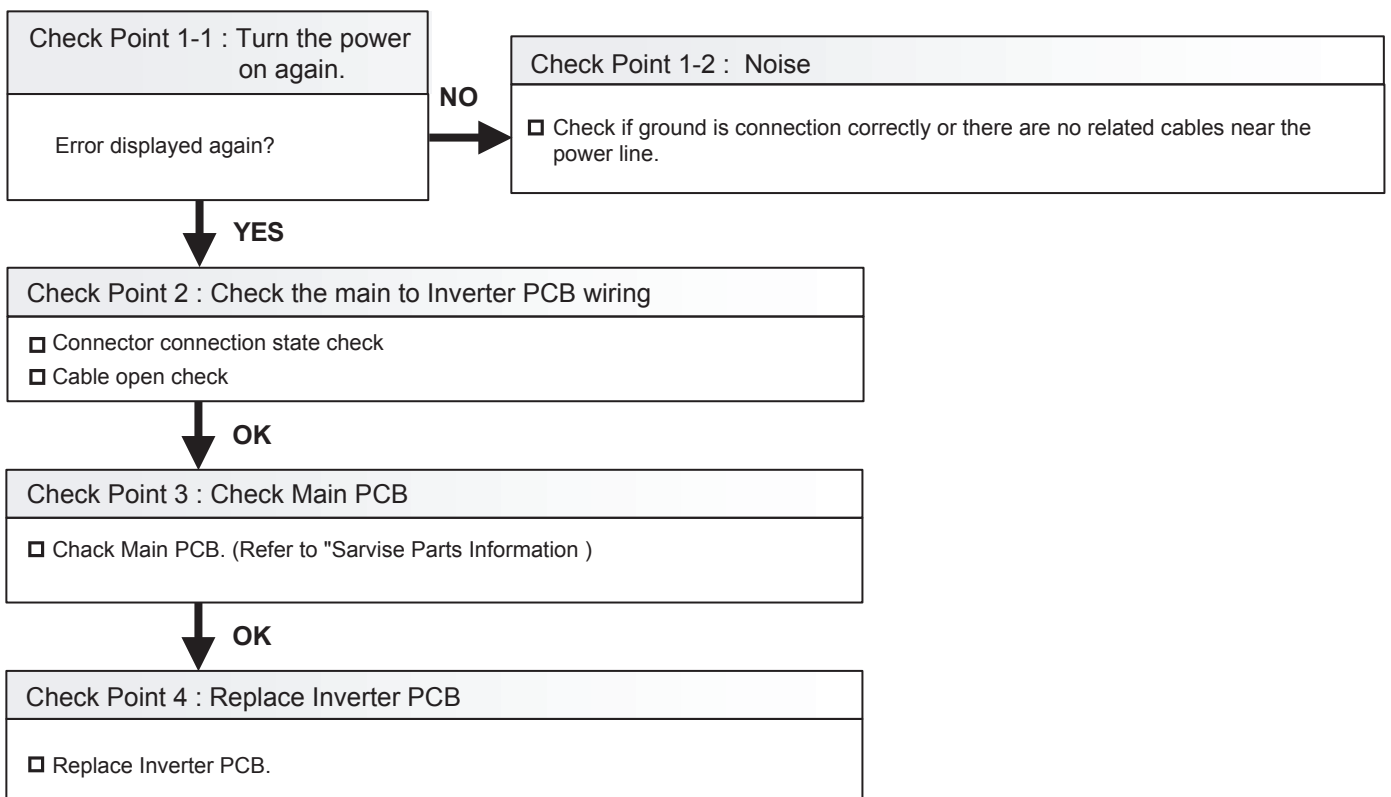 Check Point 1-1 : Turn the power
on again.
Error displayed again?
NO
Check Point 1-2 : Noise
Check if ground is connection correctly or there are no related cables near the
power line.
YES
Check Point 2 : Check the main to Inverter PCB wiring
Connector connection state check
Cable open check
OK
Check Point 3 : Check Main PCB
Chack Main PCB. (Refer to "Sarvise Parts Information )
OK
Check Point 4 : Replace Inverter PCB
Replace Inverter PCB.